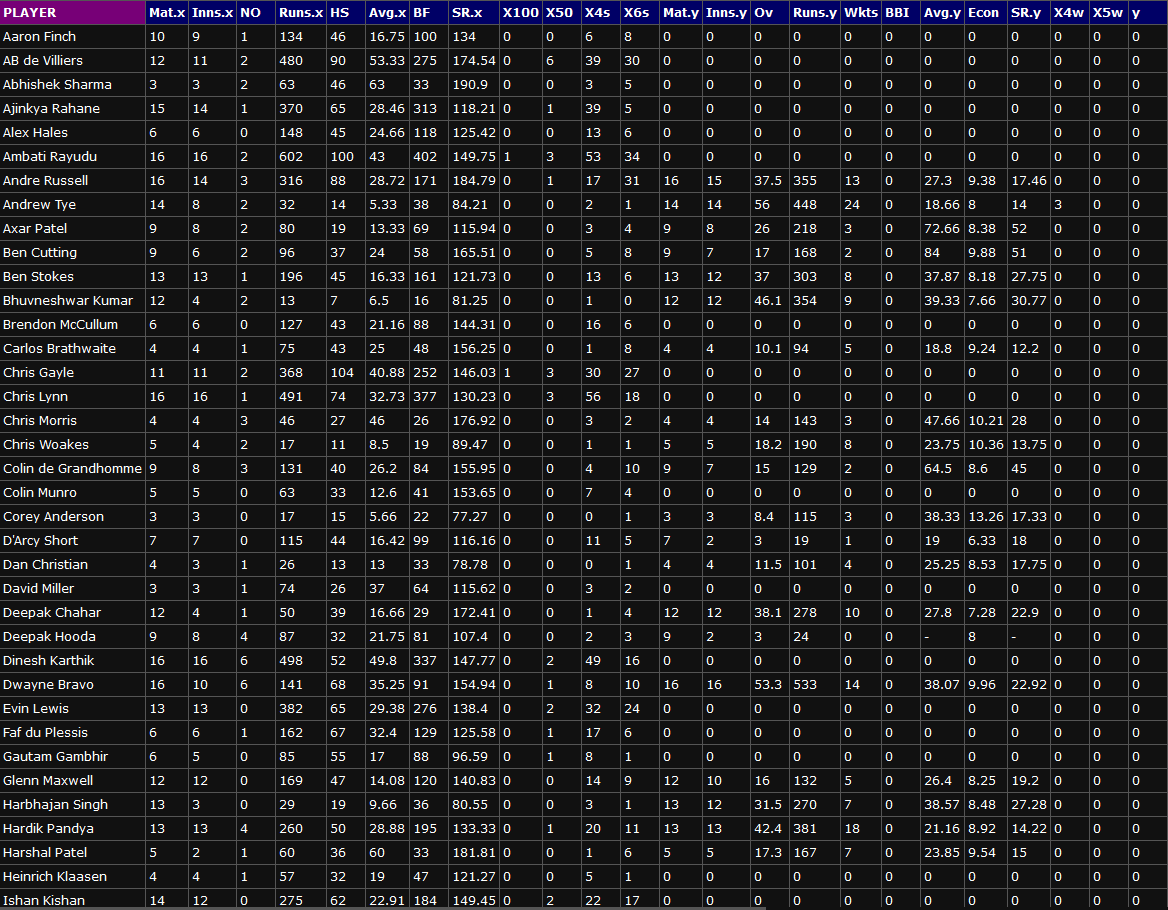 PLAYER Mat.x Inns.x NO Runs.x HS Avg.x BF SR.x X100 X50 X4s X6s Mat.y Inns.y Ov Runs.y Wkts BBI Avg.y Econ SR.y X4w X5w y
Aaron Finch 10 9 1 134 46 16.75 100 134 0 0 6 8 0 0 0 0 0 0 0 0 0 0 0 0
AB de Villiers 12 11 2 480 90 53.33 275 174.54 0 6 39 30 0 0 0 0 0 0 0 0 0 0 0 0
Abhishek Sharma 3 3 2 63 46 63 33 190.9 0 0 3 5 0 0 0 0 0 0 0 0 0 0 0 0
Ajinkya Rahane 15 14 1 370 65 28.46 313 118.21 0 1 39 5 0 0 0 0 0 0 0 0 0 0 0 0
Alex Hales 6 6 0 148 45 24.66 118 125.42 0 0 13 6 0 0 0 0 0 0 0 0 0 0 0 0
Ambati Rayudu 16 16 2 602 100 43 402 149.75 1 3 53 34 0 0 0 0 0 0 0 0 0 0 0 0
Andre Russell 16 14 3 316 88 28.72 171 184.79 0 1 17 31 16 15 37.5 355 13 0 27.3 9.38 17.46 0 0 0
Andrew Tye 14 8 2 32 14 5.33 38 84.21 0 0 2 1 14 14 56 448 24 0 18.66 8 14 3 0 0
Axar Patel 9 8 2 80 19 13.33 69 115.94 0 0 3 4 9 8 26 218 3 0 72.66 8.38 52 0 0 0
Ben Cutting 9 6 2 96 37 24 58 165.51 0 0 5 8 9 7 17 168 2 0 84 9.88 51 0 0 0
Ben Stokes 13 13 1 196 45 16.33 161 121.73 0 0 13 6 13 12 37 303 8 0 37.87 8.18 27.75 0 0 0
Bhuvneshwar Kumar 12 4 2 13 7 6.5 16 81.25 0 0 1 0 12 12 46.1 354 9 0 39.33 7.66 30.77 0 0 0
Brendon McCullum 6 6 0 127 43 21.16 88 144.31 0 0 16 6 0 0 0 0 0 0 0 0 0 0 0 0
Carlos Brathwaite 4 4 1 75 43 25 48 156.25 0 0 1 8 4 4 10.1 94 5 0 18.8 9.24 12.2 0 0 0
Chris Gayle 11 11 2 368 104 40.88 252 146.03 1 3 30 27 0 0 0 0 0 0 0 0 0 0 0 0
Chris Lynn 16 16 1 491 74 32.73 377 130.23 0 3 56 18 0 0 0 0 0 0 0 0 0 0 0 0
Chris Morris 4 4 3 46 27 46 26 176.92 0 0 3 2 4 4 14 143 3 0 47.66 10.21 28 0 0 0
Chris Woakes 5 4 2 17 11 8.5 19 89.47 0 0 1 1 5 5 18.2 190 8 0 23.75 10.36 13.75 0 0 0
Colin de Grandhomme 9 8 3 131 40 26.2 84 155.95 0 0 4 10 9 7 15 129 2 0 64.5 8.6 45 0 0 0
Colin Munro 5 5 0 63 33 12.6 41 153.65 0 0 7 4 0 0 0 0 0 0 0 0 0 0 0 0
Corey Anderson 3 3 0 17 15 5.66 22 77.27 0 0 0 1 3 3 8.4 115 3 0 38.33 13.26 17.33 0 0 0
D'Arcy Short 7 7 0 115 44 16.42 99 116.16 0 0 11 5 7 2 3 19 1 0 19 6.33 18 0 0 0
Dan Christian 4 3 1 26 13 13 33 78.78 0 0 0 1 4 4 11.5 101 4 0 25.25 8.53 17.75 0 0 0
David Miller 3 3 1 74 26 37 64 115.62 0 0 3 2 0 0 0 0 0 0 0 0 0 0 0 0
Deepak Chahar 12 4 1 50 39 16.66 29 172.41 0 0 1 4 12 12 38.1 278 10 0 27.8 7.28 22.9 0 0 0
Deepak Hooda 9 8 4 87 32 21.75 81 107.4 0 0 2 3 9 2 3 24 0 0 - 8 - 0 0 0
Dinesh Karthik 16 16 6 498 52 49.8 337 147.77 0 2 49 16 0 0 0 0 0 0 0 0 0 0 0 0
Dwayne Bravo 16 10 6 141 68 35.25 91 154.94 0 1 8 10 16 16 53.3 533 14 0 38.07 9.96 22.92 0 0 0
Evin Lewis 13 13 0 382 65 29.38 276 138.4 0 2 32 24 0 0 0 0 0 0 0 0 0 0 0 0
Faf du Plessis 6 6 1 162 67 32.4 129 125.58 0 1 17 6 0 0 0 0 0 0 0 0 0 0 0 0
Gautam Gambhir 6 5 0 85 55 17 88 96.59 0 1 8 1 0 0 0 0 0 0 0 0 0 0 0 0
Glenn Maxwell 12 12 0 169 47 14.08 120 140.83 0 0 14 9 12 10 16 132 5 0 26.4 8.25 19.2 0 0 0
Harbhajan Singh 13 3 0 29 19 9.66 36 80.55 0 0 3 1 13 12 31.5 270 7 0 38.57 8.48 27.28 0 0 0
Hardik Pandya 13 13 4 260 50 28.88 195 133.33 0 1 20 11 13 13 42.4 381 18 0 21.16 8.92 14.22 0 0 0
Harshal Patel 5 2 1 60 36 60 33 181.81 0 0 1 6 5 5 17.3 167 7 0 23.85 9.54 15 0 0 0
Heinrich Klaasen 4 4 1 57 32 19 47 121.27 0 0 5 1 0 0 0 0 0 0 0 0 0 0 0 0
Ishan Kishan 14 12 0 275 62 22.91 184 149.45 0 2 22 17 0 0 0 0 0 0 0 0 0 0 0 0